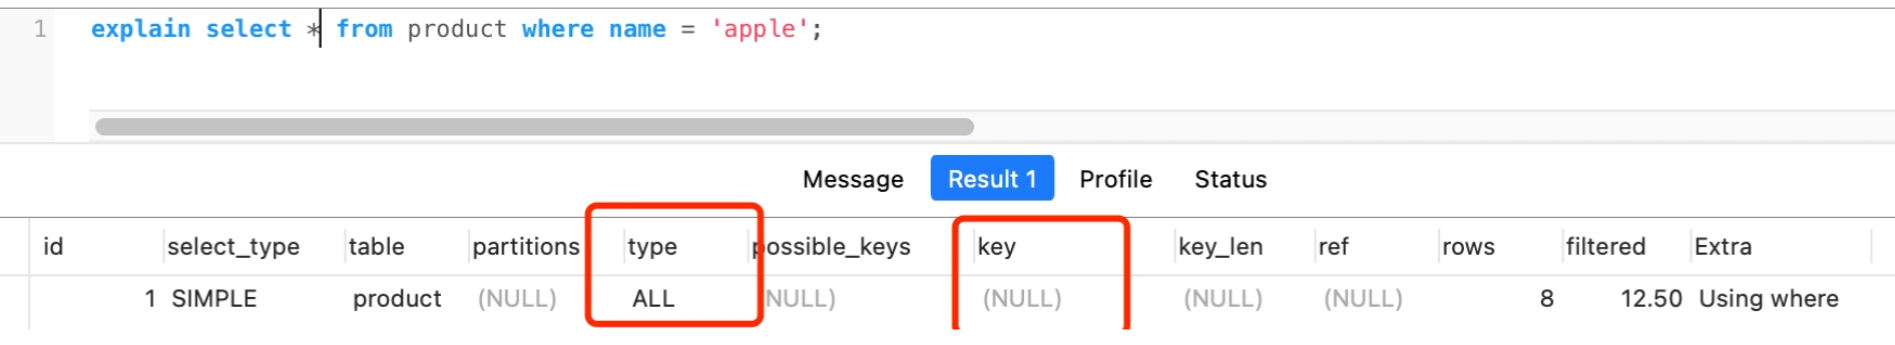 1 explain select * from product where name = 'apple';
Message Result 1 Profile Status
id select_type table partitions type possible_keys key key_len ref rows filtered Extra
1 SIMPLE product (NULL) ALL (NULL) (NULL) (NULL) (NULL) 8 12.50 Using where